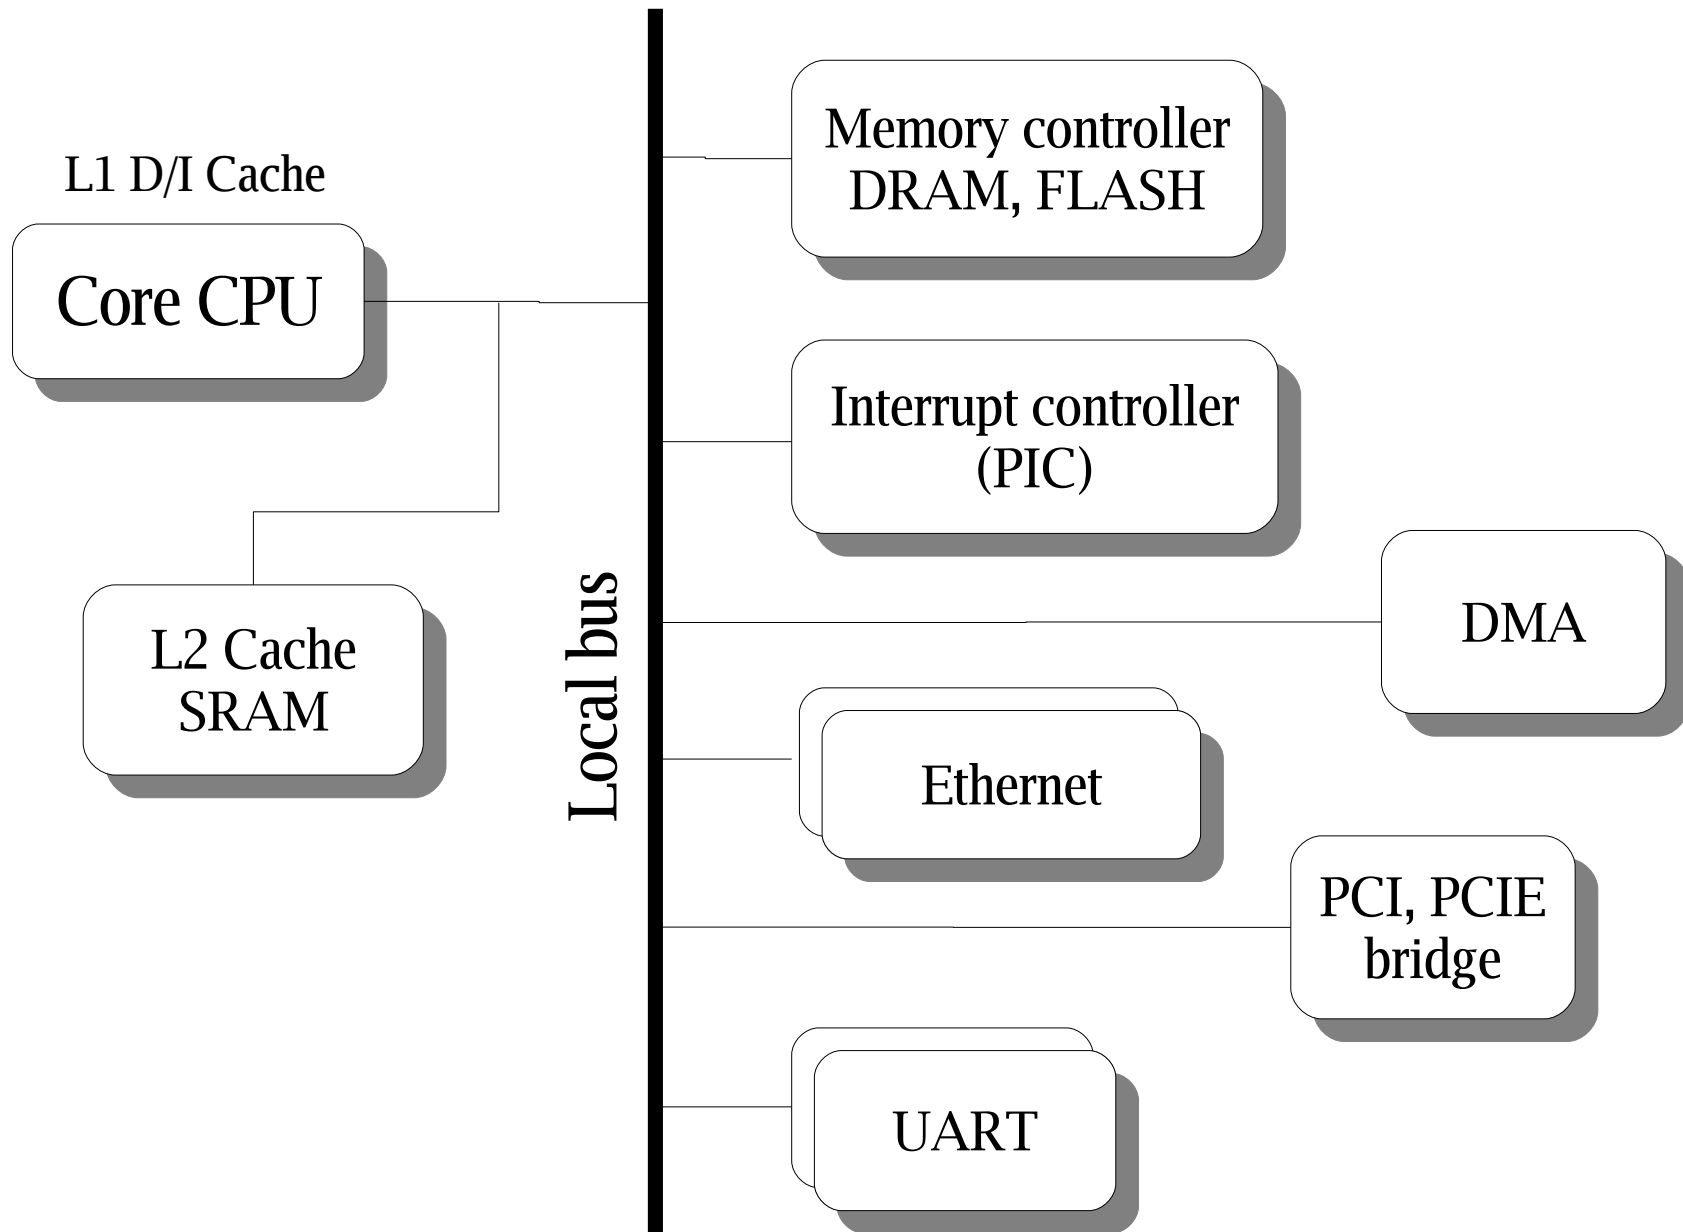 L1 D/I Cache
Core CPU
L2 Cache
SRAM
Local bus
Memory controller
DRAM, FLASH
Interrupt controller
(PIC)
DMA
Ethernet
PCI, PCIE
bridge
UART